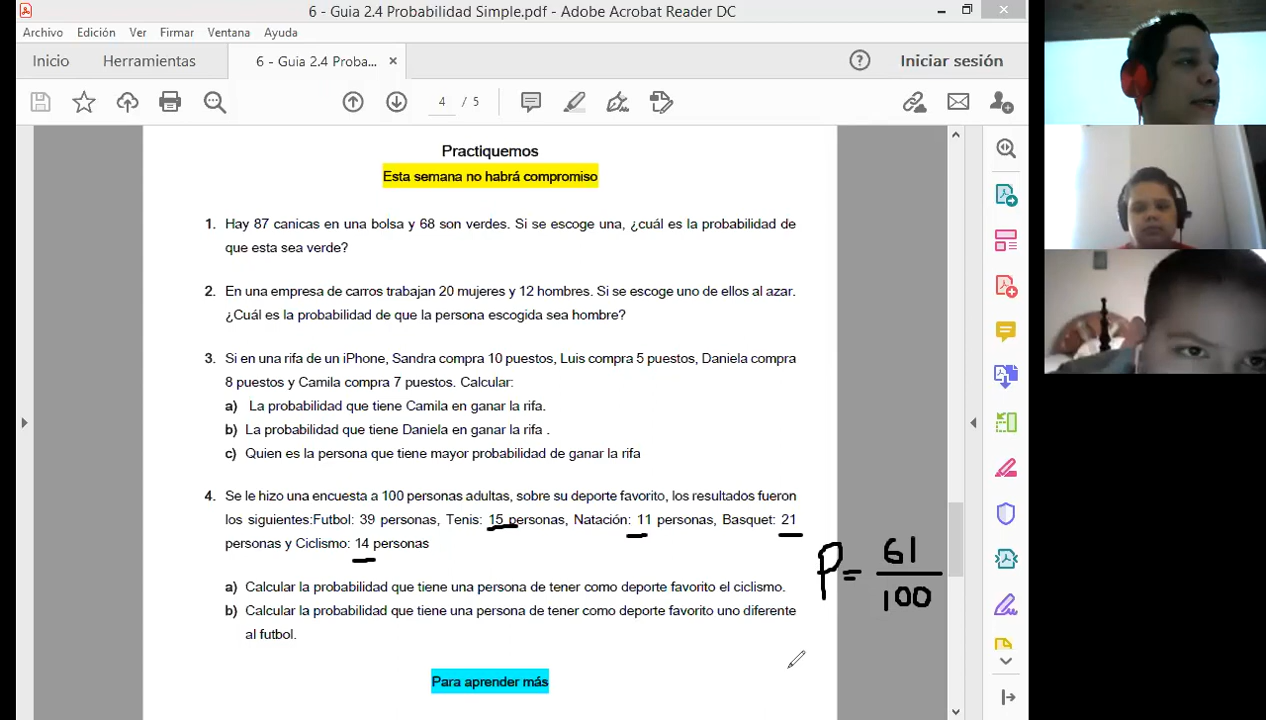 6 - Guia 2.4 Probabilidad Simple.pdf - Adobe Acrobat Reader DC
Archivo Edición Ver Firmar Ventana Ayuda
Inicio Herramientas 6 - Guia 2.4 Proba... Iniciar sesión
4 / 5
Practiquemos
Esta semana no habrá compromiso
1. Hay 87 canicas en una bolsa y 68 son verdes. Si se escoge una, ¿cuál es la probabilidad de
que esta sea verde?
2. En una empresa de carros trabajan 20 mujeres y 12 hombres. Si se escoge uno de ellos al azar.
¿Cuál es la probabilidad de que la persona escogida sea hombre?
3. Si en una rifa de un iPhone, Sandra compra 10 puestos, Luis compra 5 puestos, Daniela compra
8 puestos y Camila compra 7 puestos. Calcular:
a) La probabilidad que tiene Camila en ganar la rifa.
b) La probabilidad que tiene Daniela en ganar la rifa .
c) Quien es la persona que tiene mayor probabilidad de ganar la rifa
4. Se le hizo una encuesta a 100 personas adultas, sobre su deporte favorito, los resultados fueron
los siguientes:Futbol: 39 personas, Tenis: 15 personas, Natación: 11 personas, Basquet: 21
personas y Ciclismo: 14 personas
a) Calcular la probabilidad que tiene una persona de tener como deporte favorito el ciclismo.
b) Calcular la probabilidad que tiene una persona de tener como deporte favorito uno diferente
al futbol.
P = 61
100
Para aprender más